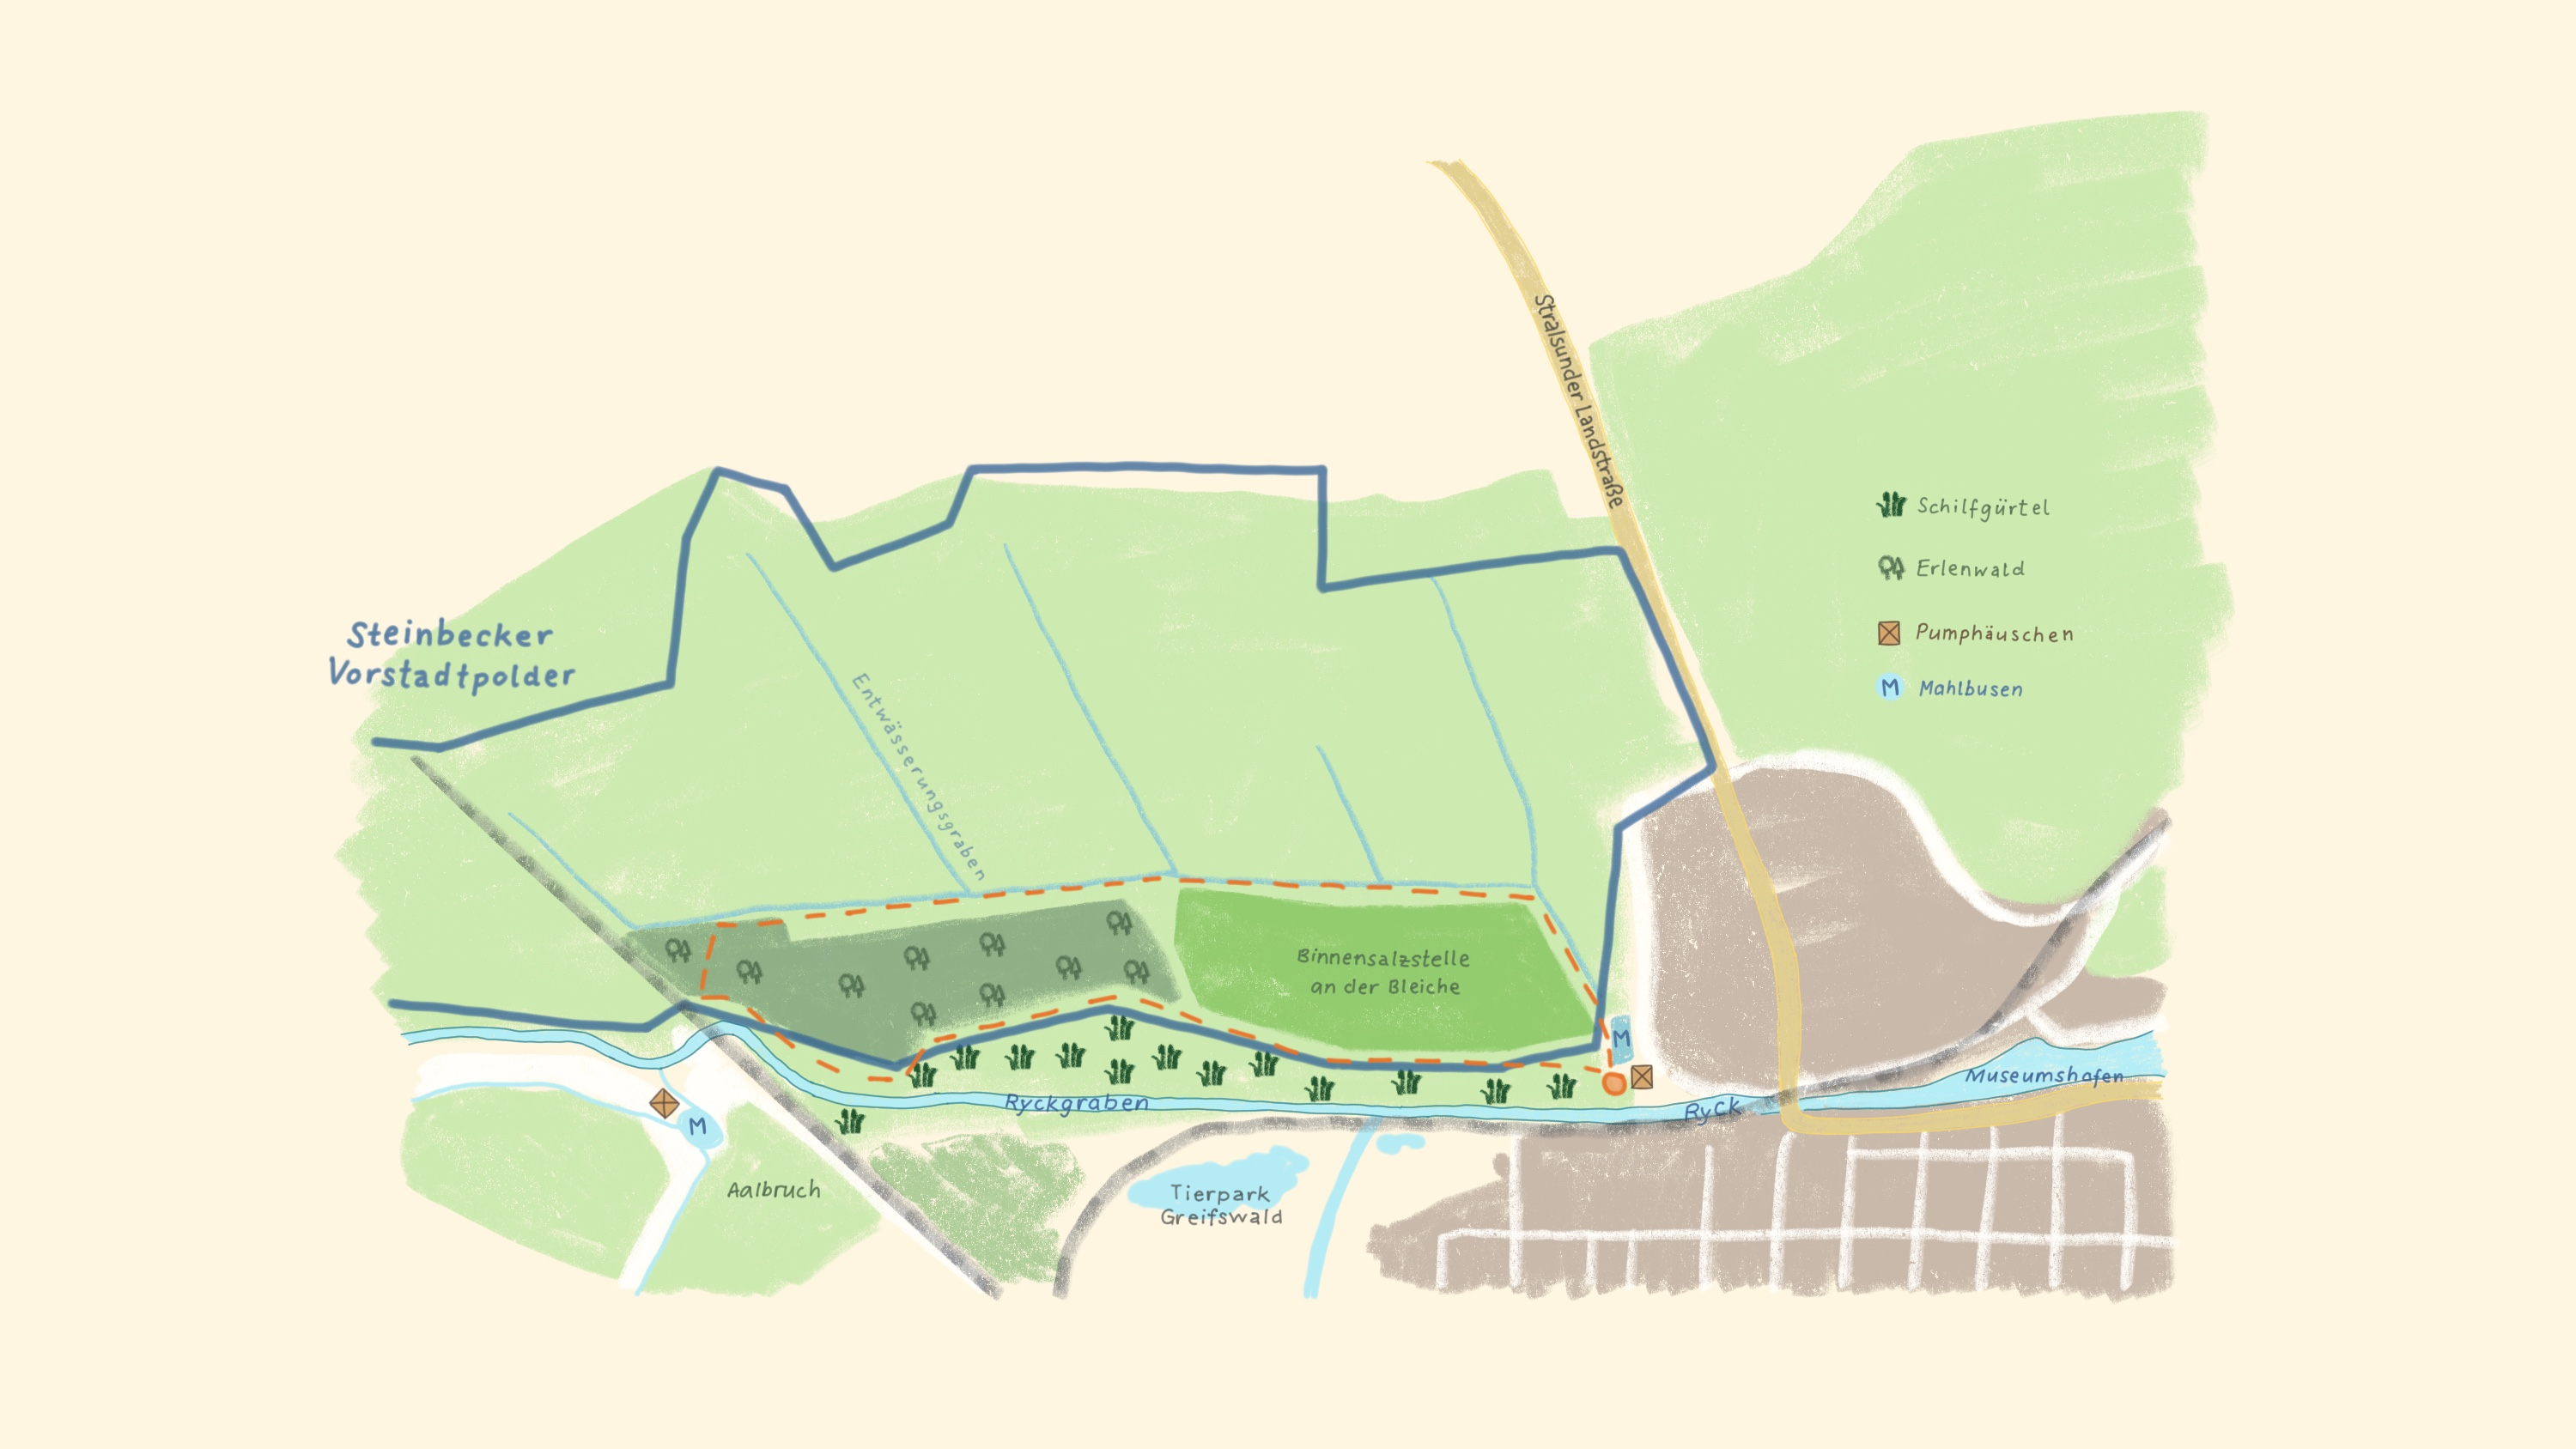 Stralsunder Landstraße
Schilfgürtel
Erlenwald
Pumphäuschen
M Mahlbusen
Steinbecker
Vorstadtpolder
Entwässerungsgraben
Binnensalzstelle
an der Bleiche
M
Museumshafen
Ryckgraben
Ryck
M
Aalbruch
Tierpark
Greifswald